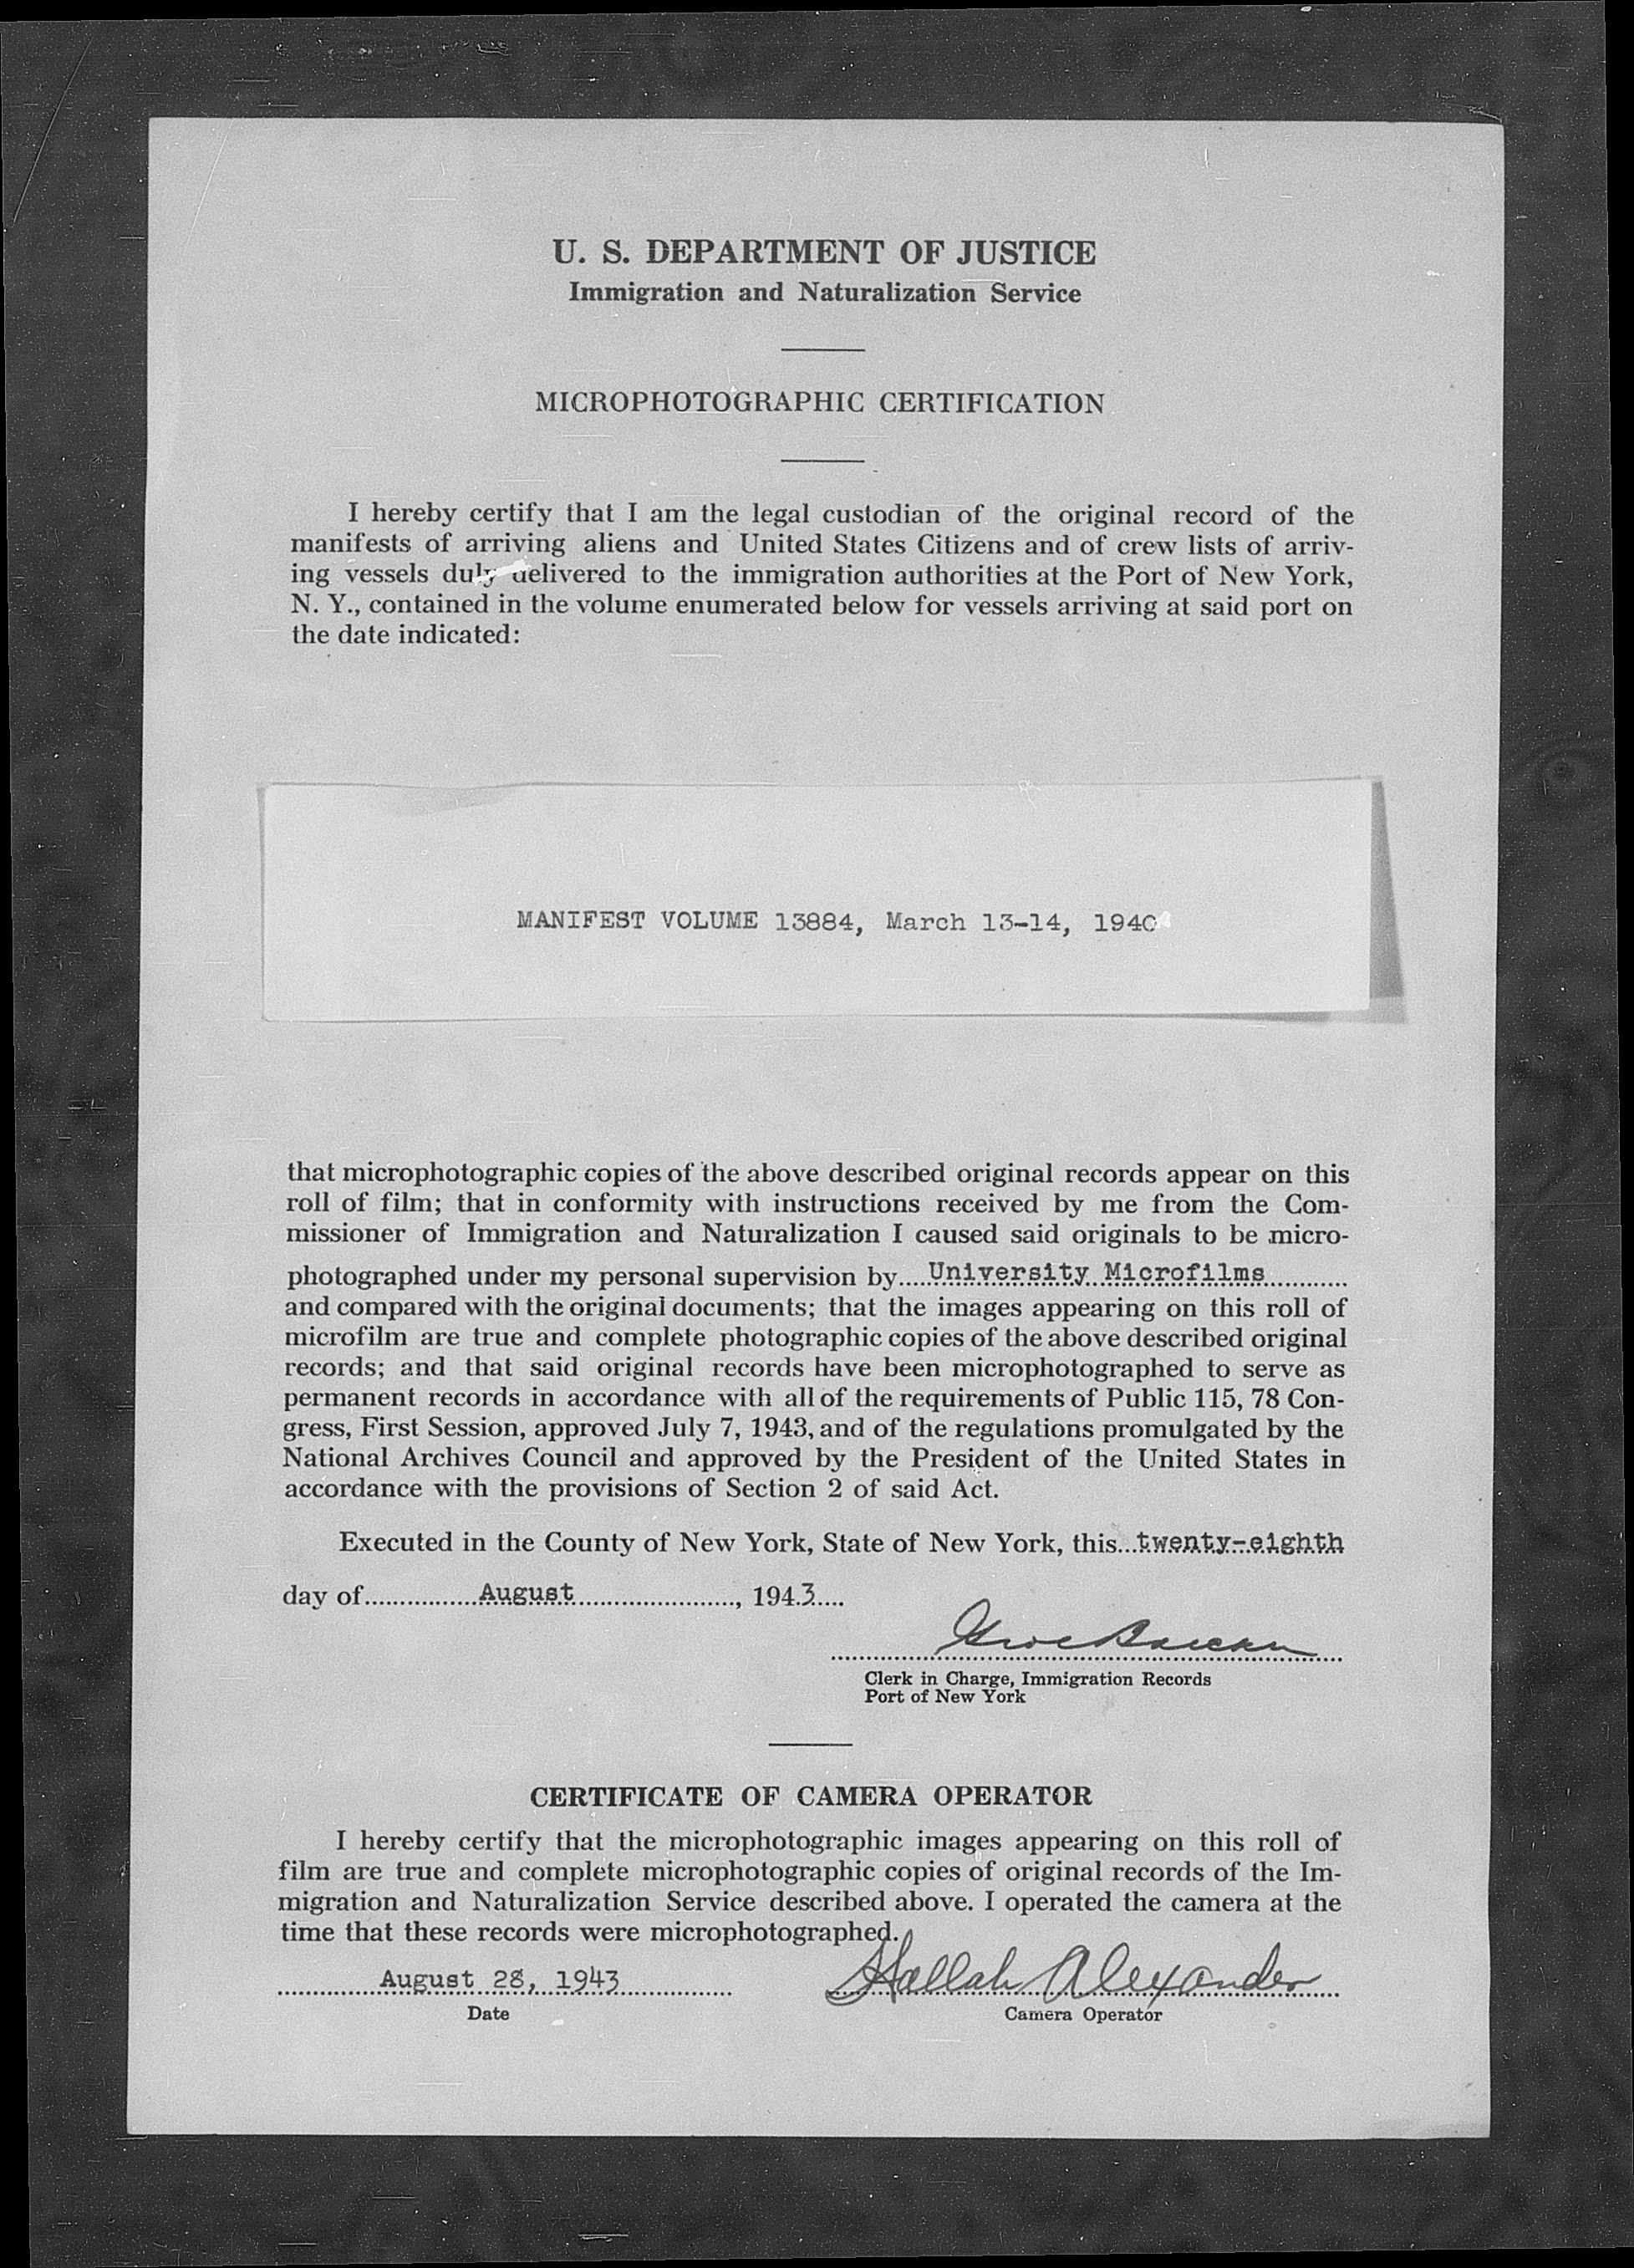 U. S. DEPARTMENT OF JUSTICE
Immigration and Naturalization Service
MICROPHOTOGRAPHIC CERTIFICATION
I hereby certify that I am the legal custodian of the original record of the
manifests of arriving aliens and United States Citizens and of crew lists of arriv-
ing vessels duly delivered to the immigration authorities at the Port of New York,
N. Y., contained in the volume enumerated below for vessels arriving at said port on
the date indicated:
MANIFEST VOLUME 13884, March 13-14, 1940
that microphotographic copies of the above described original records appear on this
roll of film; that in conformity with instructions received by me from the Com-
missioner of Immigration and Naturalization I caused said originals to be micro-
photographed under my personal supervision by....University Microfilms............
and compared with the original documents; that the images appearing on this roll of
microfilm are true and complete photographic copies of the above described original
records; and that said original records have been microphotographed to serve as
permanent records in accordance with all of the requirements of Public 115, 78 Con-
gress, First Session, approved July 7, 1943, and of the regulations promulgated by the
National Archives Council and approved by the President of the United States in
accordance with the provisions of Section 2 of said Act.
Executed in the County of New York, State of New York, this...twenty-eighth
day of.................August......................., 1943....
Clerk in Charge, Immigration Records
Port of New York
CERTIFICATE OF CAMERA OPERATOR
I hereby certify that the microphotographic images appearing on this roll of
film are true and complete microphotographic copies of original records of the Im-
migration and Naturalization Service described above. I operated the camera at the
time that these records were microphotographed.
August 28, 1943 Hallah Alexander
Date Camera Operator